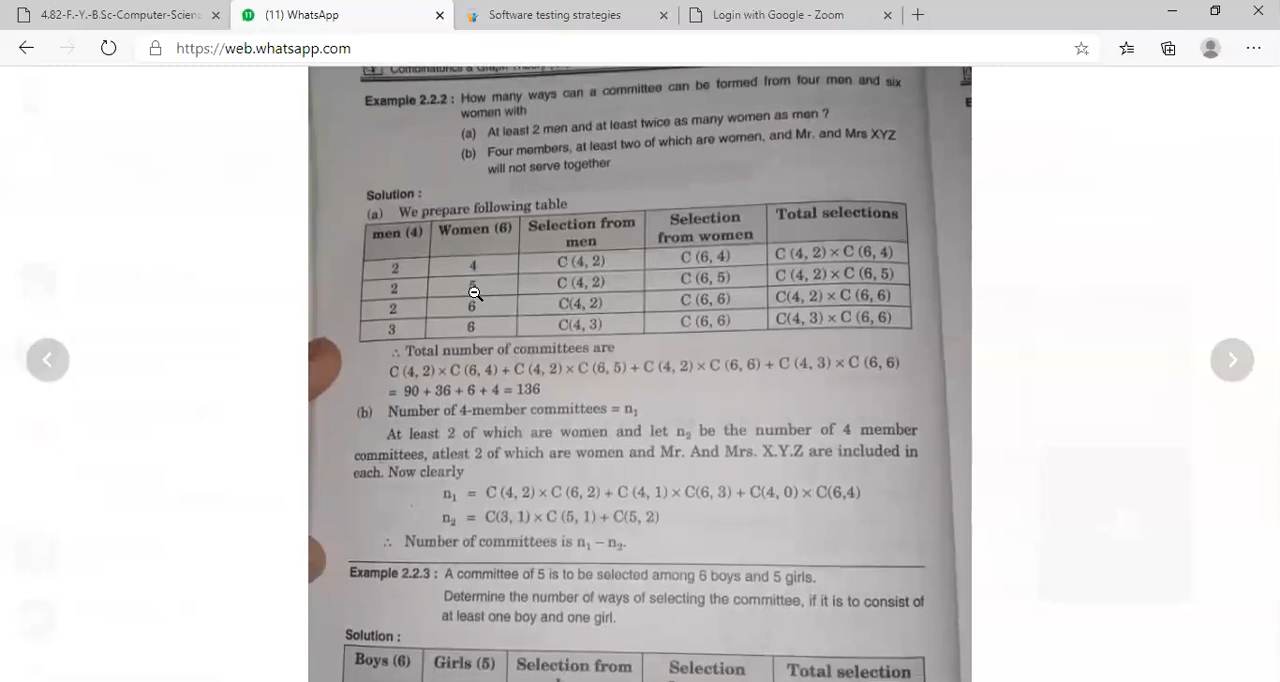 4.82-F.-Y.-B.Sc-Computer-Scien
(11) WhatsApp
Software testing strategies
Login with Google - Zoom
https://web.whatsapp.com
Combinatorics & Graph Theory
Example 2.2.2 : How many ways can a committee can be formed from four men and six
women with
(a) At least 2 men and at least twice as many women as men ?
(b) Four members, at least two of which are women, and Mr. and Mrs XYZ
will not serve together
Solution :
(a) We prepare following table
men (4) Women (6) Selection from men Selection from women Total selections
2 4 C (4, 2) C (6, 4) C (4, 2) × C (6, 4)
2 C (4, 2) C (6, 5) C (4, 2) × C (6, 5)
2 6 C(4, 2) C (6, 6) C(4, 2) × C (6, 6)
3 6 C(4, 3) C (6, 6) C(4, 3) × C (6, 6)
∴ Total number of committees are
C (4, 2) × C (6, 4) + C (4, 2) × C (6, 5) + C (4, 2) × C (6, 6) + C (4, 3) × C (6, 6)
= 90 + 36 + 6 + 4 = 136
(b) Number of 4-member committees = n₁
At least 2 of which are women and let n₂ be the number of 4 member
committees, atlest 2 of which are women and Mr. And Mrs. X.Y.Z are included in
each. Now clearly
n₁ = C (4, 2) × C (6, 2) + C (4, 1) × C(6, 3) + C(4, 0) × C(6,4)
n₂ = C(3, 1) × C (5, 1) + C(5, 2)
∴ Number of committees is n₁ – n₂.
Example 2.2.3 : A committee of 5 is to be selected among 6 boys and 5 girls.
Determine the number of ways of selecting the committee, if it is to consist of
at least one boy and one girl.
Solution :
Boys (6) Girls (5) Selection from Selection Total selection